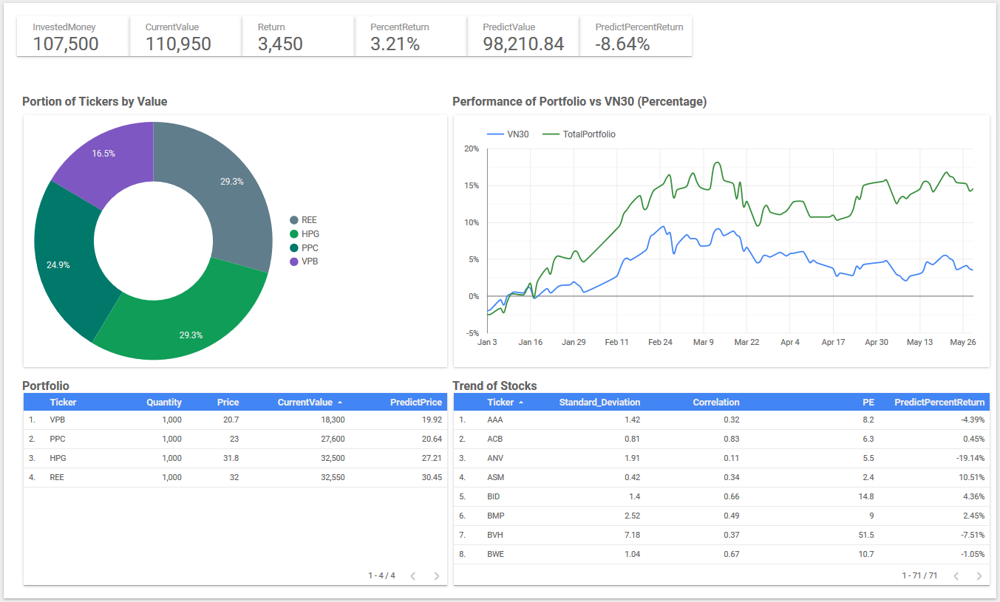 InvestedMoney CurrentValue Return PercentReturn PredictValue PredictPercentReturn
107,500 110,950 3,450 3.21% 98,210.84 -8.64%
Portion of Tickers by Value
16.5%
29.3%
24.9%
29.3%
REE
HPG
PPC
VPB
Performance of Portfolio vs VN30 (Percentage)
VN30 TotalPortfolio
20%
15%
10%
5%
0%
-5%
Jan 3 Jan 16 Jan 29 Feb 11 Feb 24 Mar 9 Mar 22 Apr 4 Apr 17 Apr 30 May 13 May 26
Portfolio
Ticker Quantity Price CurrentValue PredictPrice
1. VPB 1,000 20.7 18,300 19.92
2. PPC 1,000 23 27,600 20.64
3. HPG 1,000 31.8 32,500 27.21
4. REE 1,000 32 32,550 30.45
1 - 4 / 4
Trend of Stocks
Ticker Standard_Deviation Correlation PE PredictPercentReturn
1. AAA 1.42 0.32 8.2 -4.39%
2. ACB 0.81 0.83 6.3 0.45%
3. ANV 1.91 0.11 5.5 -19.14%
4. ASM 0.42 0.34 2.4 10.51%
5. BID 1.4 0.66 14.8 4.36%
6. BMP 2.52 0.49 9 2.45%
7. BVH 7.18 0.37 51.5 -7.51%
8. BWE 1.04 0.67 10.7 -1.05%
1 - 71 / 71